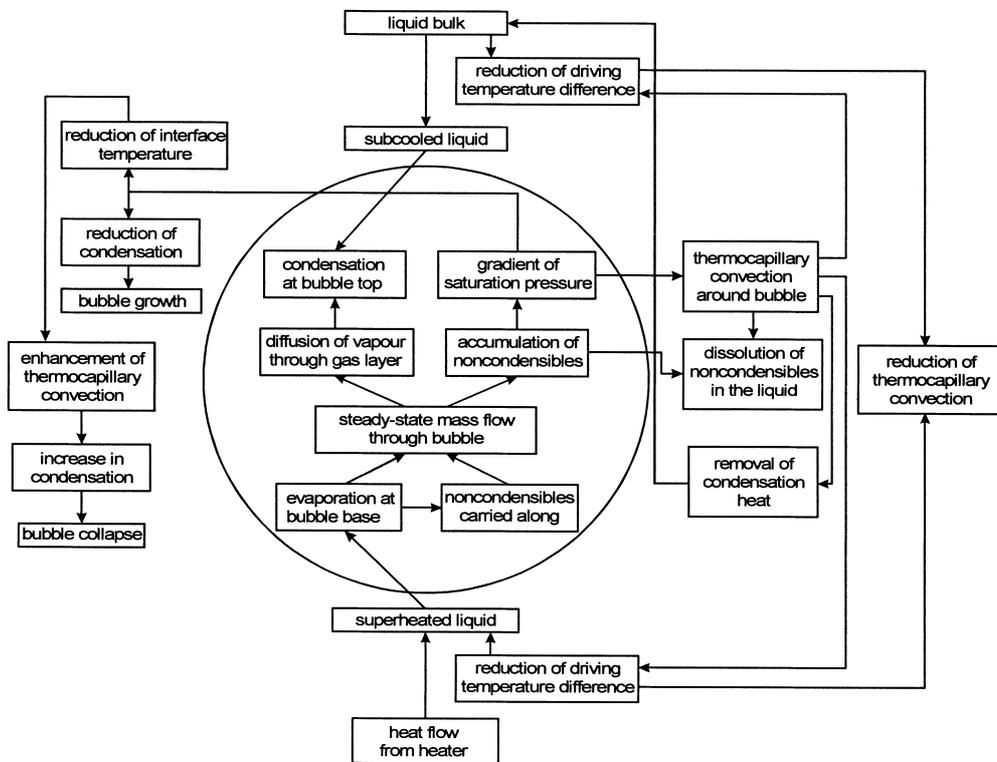 liquid bulk
reduction of driving
temperature difference
reduction of interface
temperature
subcooled liquid
reduction of
condensation
condensation
at bubble top
gradient of
saturation pressure
thermocapillary
convection
around bubble
bubble growth
enhancement of
thermocapillary
convection
diffusion of vapour
through gas layer
accumulation of
noncondensibles
dissolution of
noncondensibles
in the liquid
reduction of
thermocapillary
convection
steady-state mass flow
through bubble
increase in
condensation
removal of
condensation
heat
evaporation at
bubble base
noncondensibles
carried along
bubble collapse
superheated liquid
reduction of driving
temperature difference
heat flow
from heater